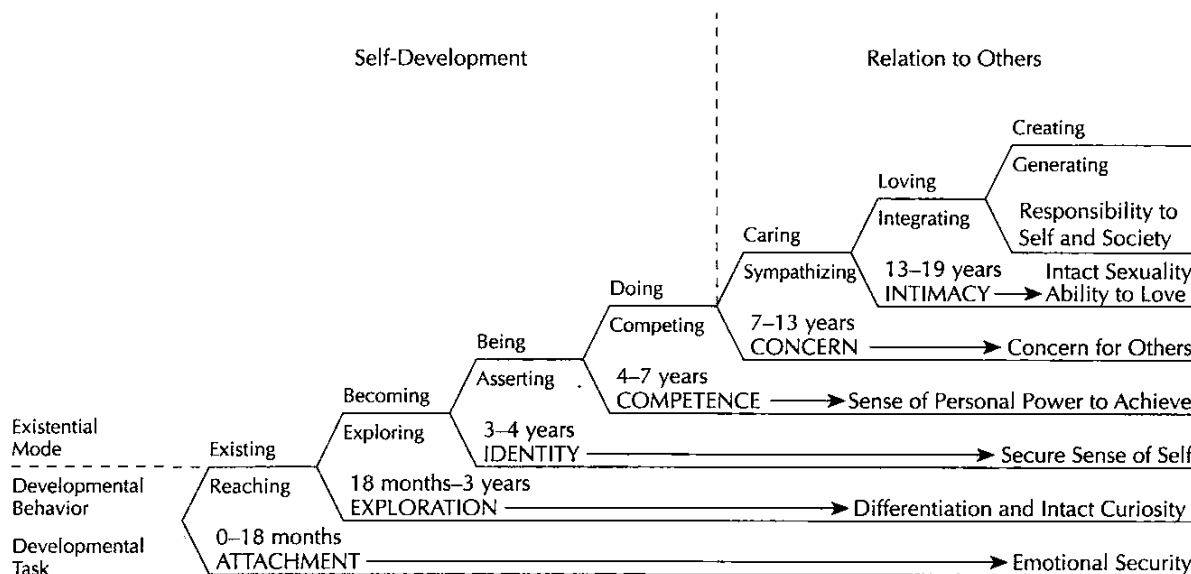 Self-Development
Relation to Others
Creating
Generating
Loving
Responsibility to
Self and Society
Integrating
Caring
13–19 years
Intact Sexuality
Sympathizing
INTIMACY
Ability to Love
Doing
Competing
7–13 years
CONCERN
Concern for Others
Being
Asserting
4–7 years
COMPETENCE
Sense of Personal Power to Achieve
Becoming
Exploring
3–4 years
IDENTITY
Secure Sense of Self
Existential
Mode
Existing
Reaching
Developmental
Behavior
18 months–3 years
EXPLORATION
Differentiation and Intact Curiosity
0–18 months
Developmental
Task
ATTACHMENT
Emotional Security